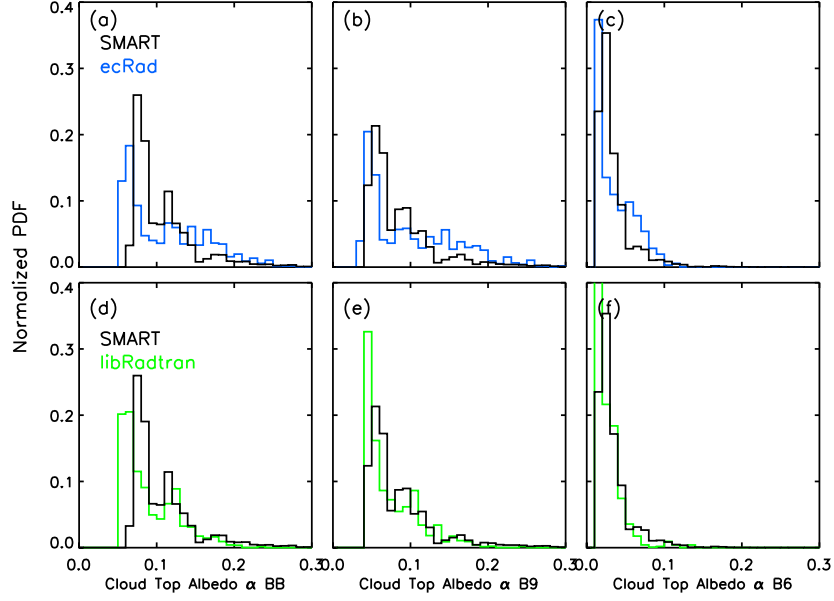 (a)
SMART
ecRad
(b)
(c)
0.4
0.3
0.2
0.1
0.0
Normalized PDF
(d)
SMART
libRadtran
(e)
(f)
0.4
0.3
0.2
0.1
0.0
0.0 0.1 0.2 0.3
0.0 0.1 0.2 0.3
0.0 0.1 0.2 0.3
Cloud Top Albedo α BB
Cloud Top Albedo α B9
Cloud Top Albedo α B6